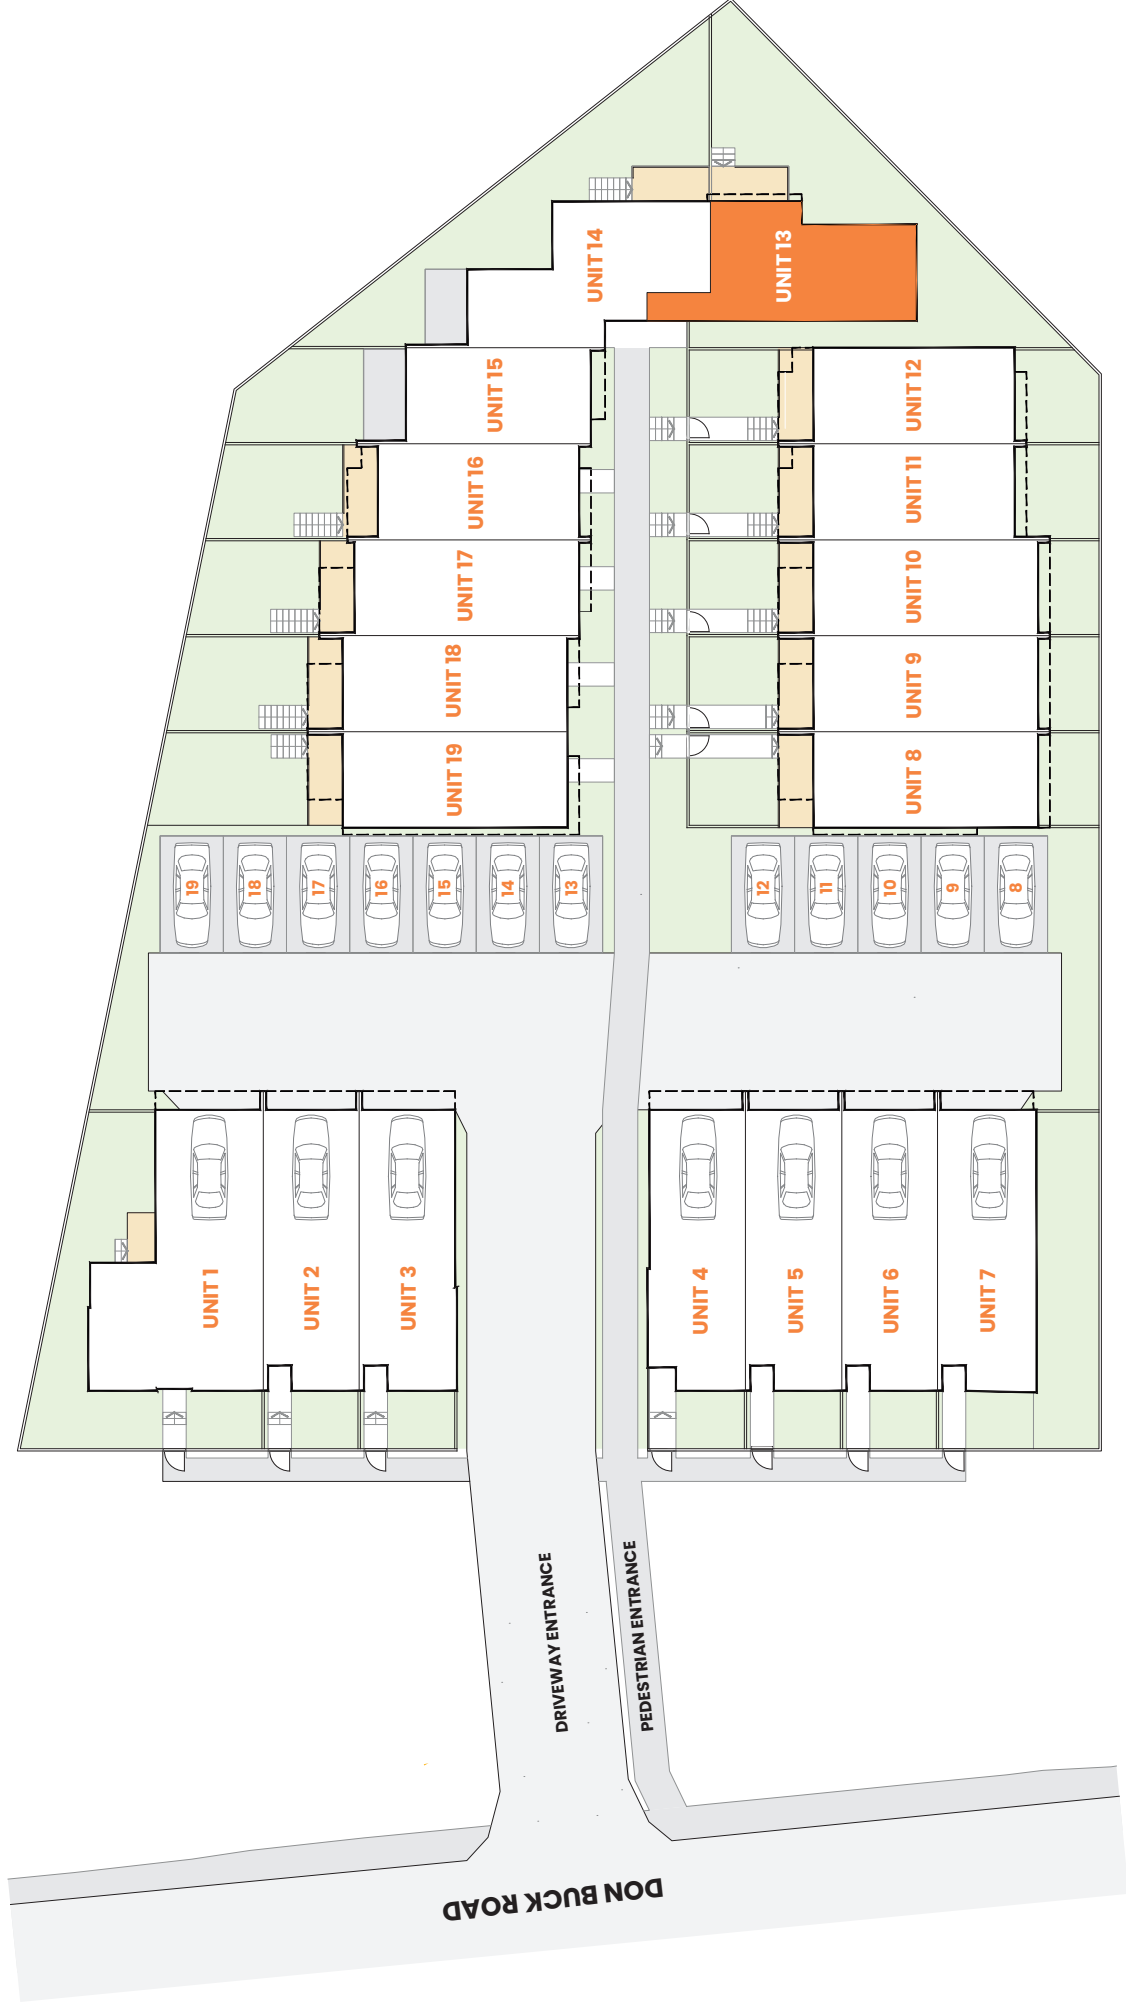 UNIT 14
UNIT 13
UNIT 15
UNIT 12
UNIT 16
UNIT 11
UNIT 17
UNIT 10
UNIT 18
UNIT 9
UNIT 19
UNIT 8
19
18
17
16
15
14
13
12
11
10
9
8
UNIT 1
UNIT 2
UNIT 3
UNIT 4
UNIT 5
UNIT 6
UNIT 7
DRIVEWAY ENTRANCE
PEDESTRIAN ENTRANCE
DON BUCK ROAD